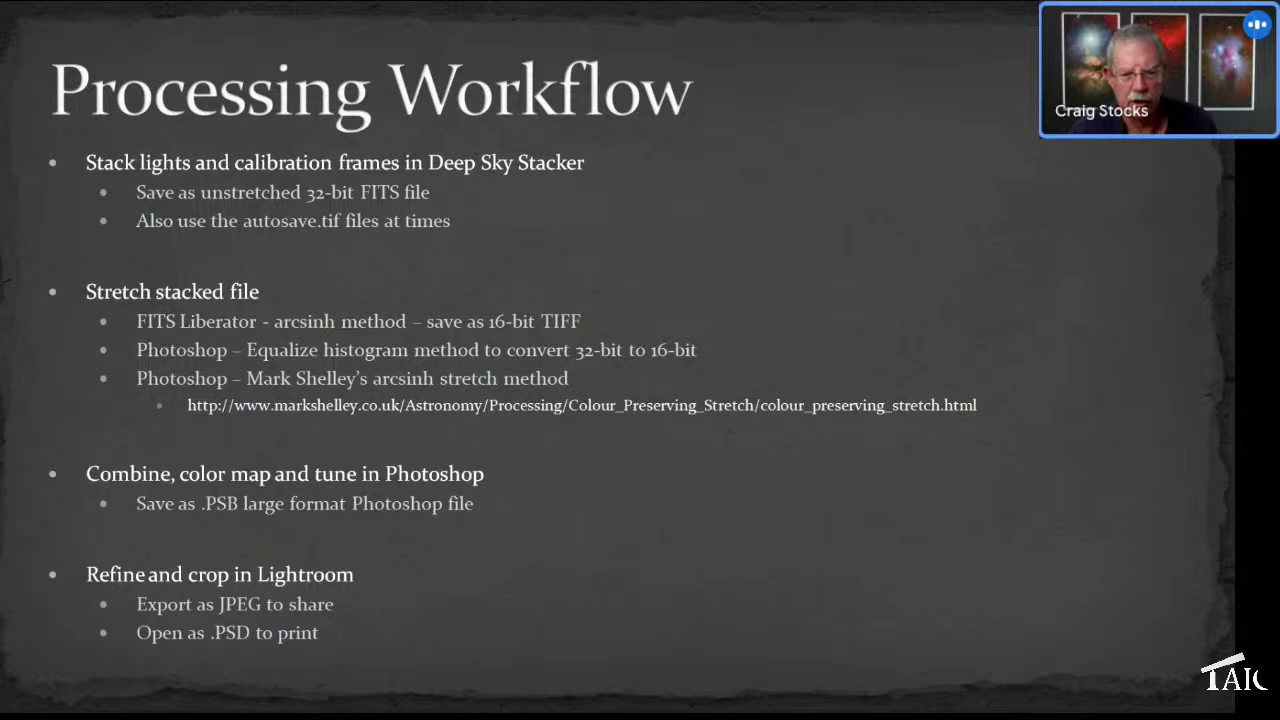 Processing Workflow
Craig Stocks
Stack lights and calibration frames in Deep Sky Stacker
Save as unstretched 32-bit FITS file
Also use the autosave.tif files at times
Stretch stacked file
FITS Liberator - arcsinh method – save as 16-bit TIFF
Photoshop – Equalize histogram method to convert 32-bit to 16-bit
Photoshop – Mark Shelley's arcsinh stretch method
http://www.markshelley.co.uk/Astronomy/Processing/Colour_Preserving_Stretch/colour_preserving_stretch.html
Combine, color map and tune in Photoshop
Save as .PSB large format Photoshop file
Refine and crop in Lightroom
Export as JPEG to share
Open as .PSD to print
TAIC